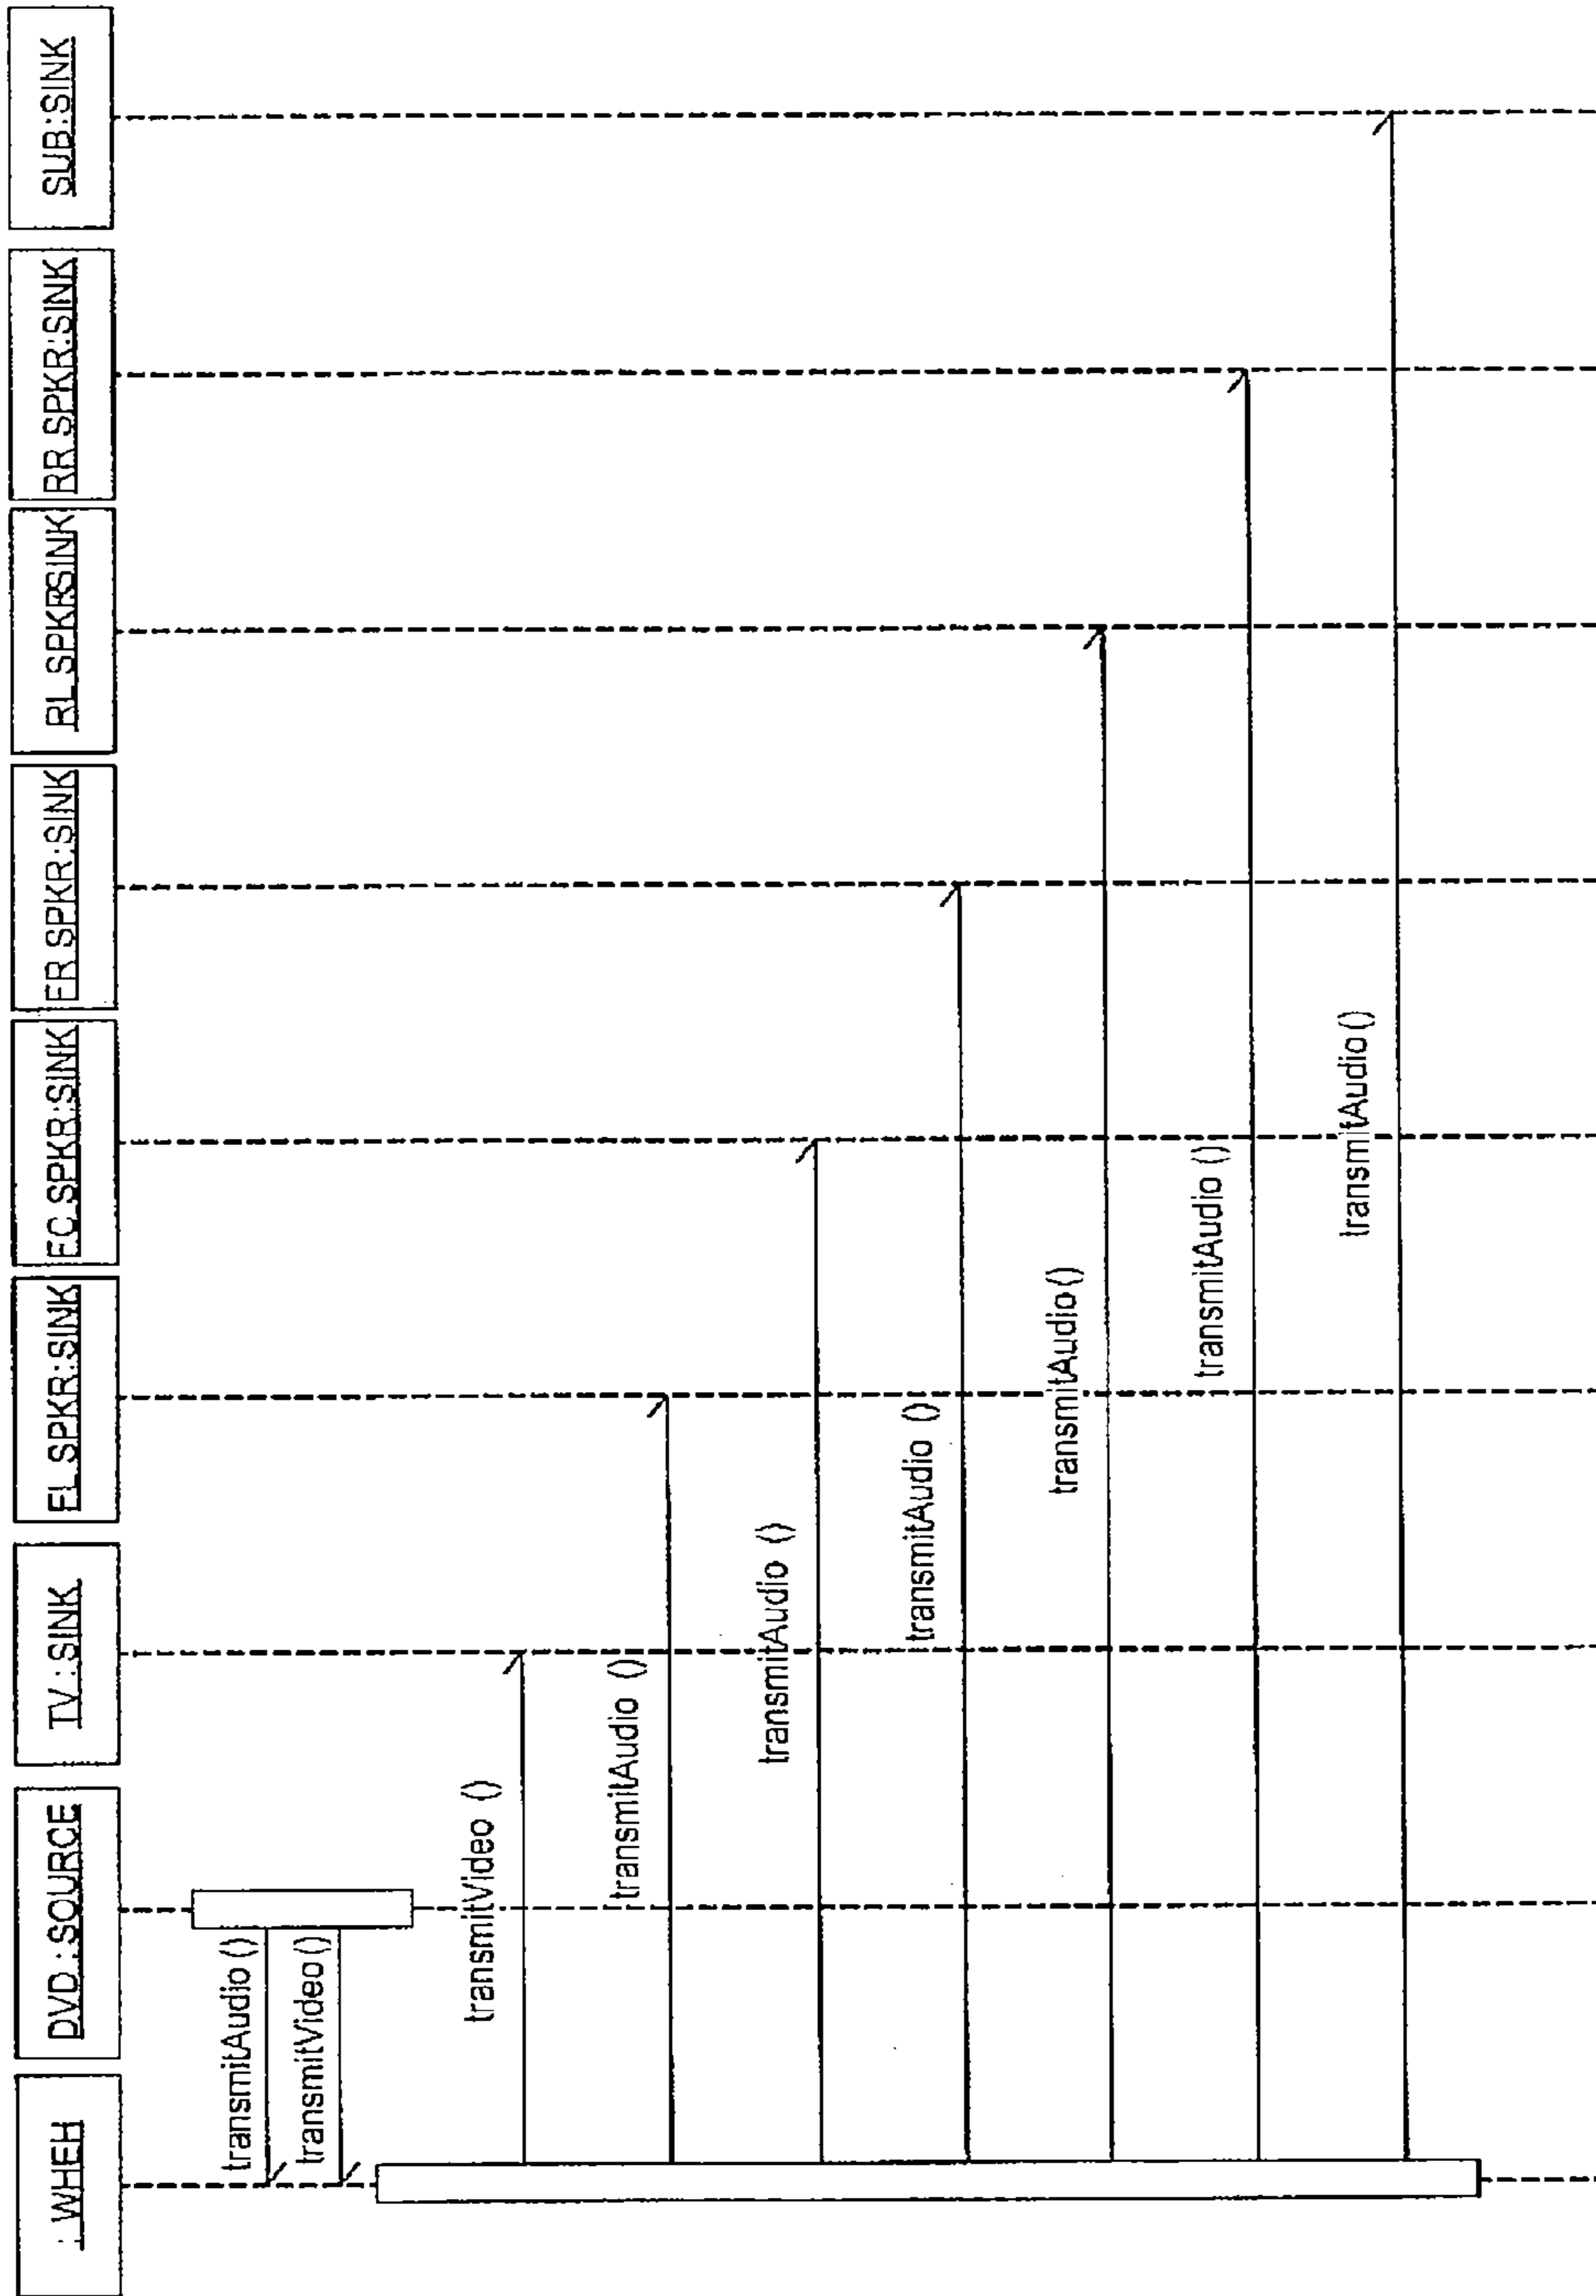 : WHEH
DVD : SOURCE
TV : SINK
FL SPKR : SINK
FC SPKR : SINK
FR SPKR : SINK
RL SPKR SINK
RR SPKR : SINK
SUB : SINK
transmitAudio ()
transmitVideo ()
transmitVideo ()
transmitAudio ()
transmitAudio ()
transmitAudio ()
transmitAudio ()
transmitAudio ()
transmitAudio ()